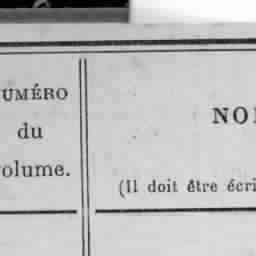 UMÉRO
du
olume.
NO
(Il doit être écri